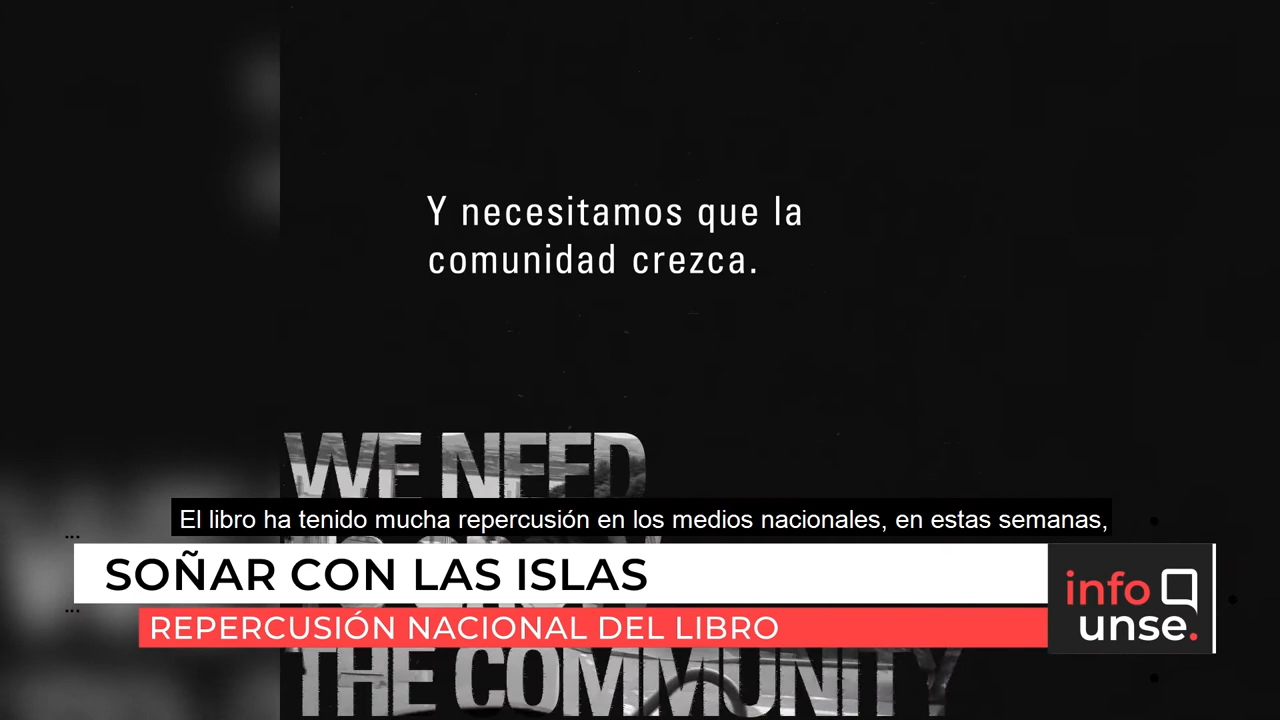 Y necesitamos que la
comunidad crezca.
WE NEED
El libro ha tenido mucha repercusión en los medios nacionales, en estas semanas,
SOÑAR CON LAS ISLAS
info
unse.
REPERCUSIÓN NACIONAL DEL LIBRO
THE COMMUNITY